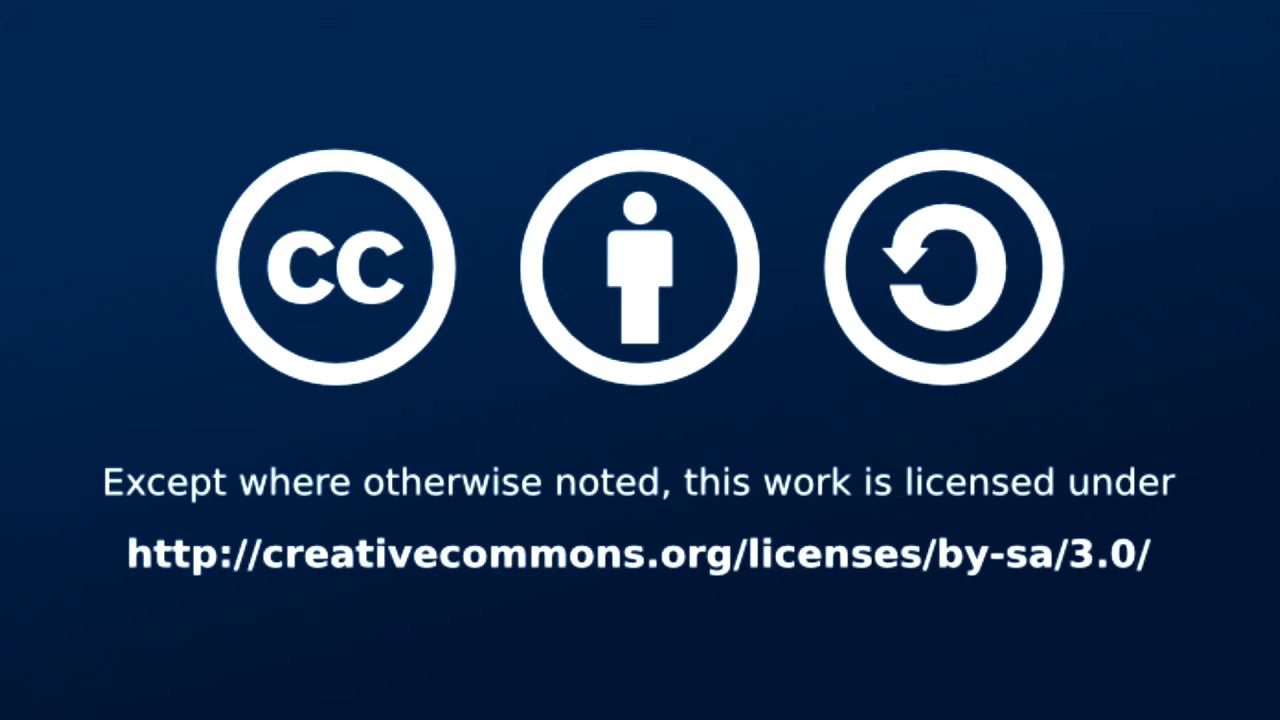 cc
Except where otherwise noted, this work is licensed under
http://creativecommons.org/licenses/by-sa/3.0/